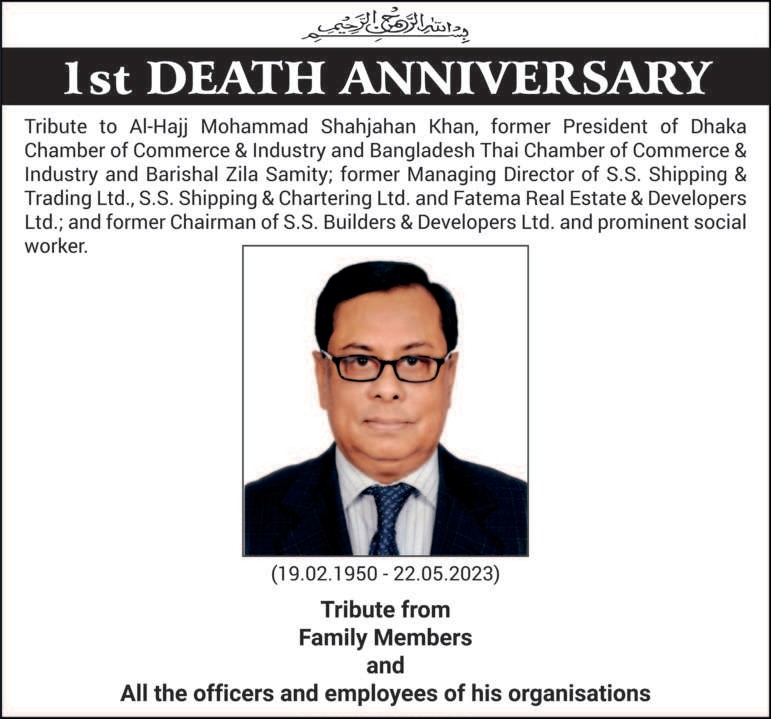 بسم الله الرحمن الرحيم
1st DEATH ANNIVERSARY
Tribute to Al-Hajj Mohammad Shahjahan Khan, former President of Dhaka
Chamber of Commerce & Industry and Bangladesh Thai Chamber of Commerce &
Industry and Barishal Zila Samity; former Managing Director of S.S. Shipping &
Trading Ltd., S.S. Shipping & Chartering Ltd. and Fatema Real Estate & Developers
Ltd.; and former Chairman of S.S. Builders & Developers Ltd. and prominent social
worker.
(19.02.1950 - 22.05.2023)
Tribute from
Family Members
and
All the officers and employees of his organisations